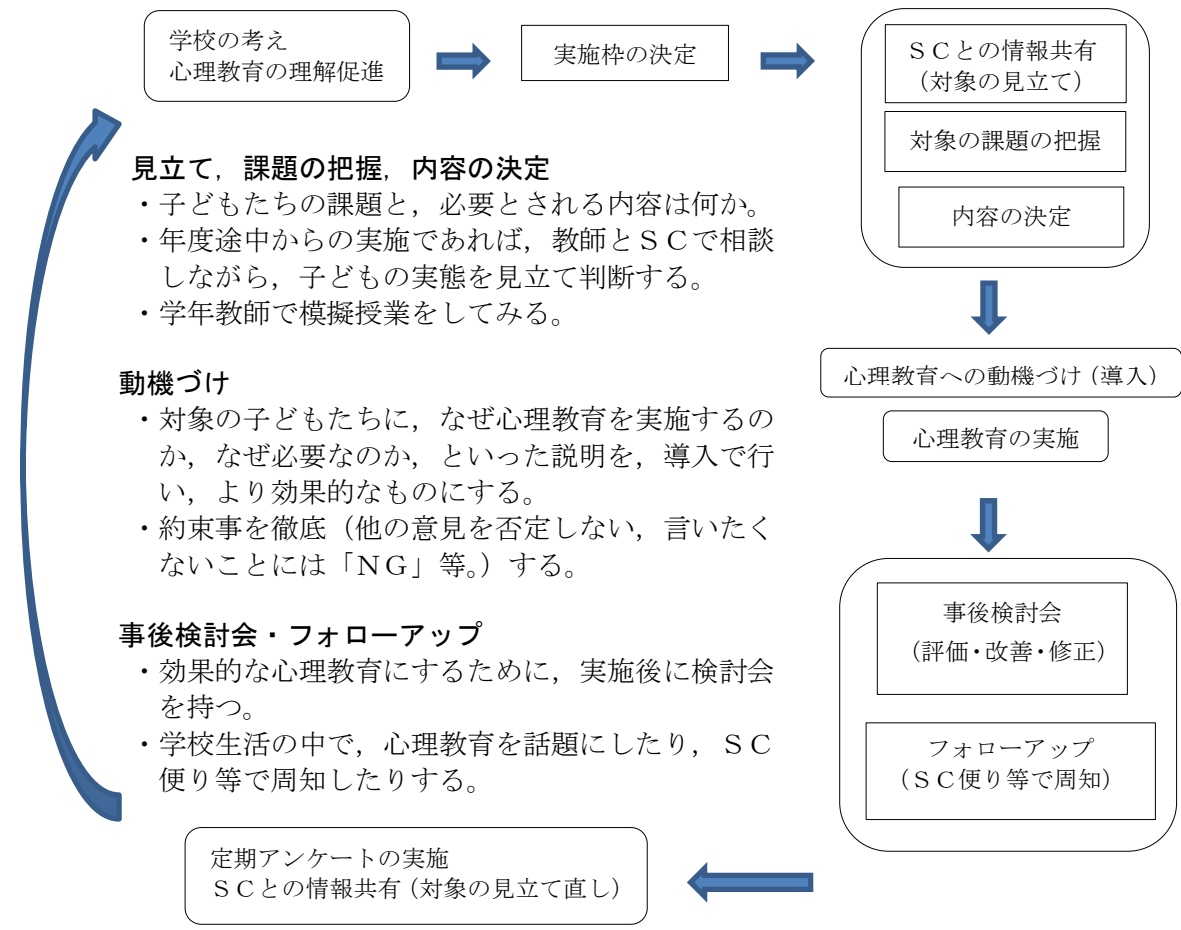 学校の考え
心理教育の理解促進
実施枠の決定
ＳＣとの情報共有
（対象の見立て）
対象の課題の把握
内容の決定
見立て，課題の把握，内容の決定
・子どもたちの課題と，必要とされる内容は何か。
・年度途中からの実施であれば，教師とＳＣで相談
しながら，子どもの実態を見立て判断する。
・学年教師で模擬授業をしてみる。
心理教育への動機づけ（導入）
心理教育の実施
動機づけ
・対象の子どもたちに，なぜ心理教育を実施するの
か，なぜ必要なのか，といった説明を，導入で行
い，より効果的なものにする。
・約束事を徹底（他の意見を否定しない，言いたく
ないことには「ＮＧ」等。）する。
事後検討会
（評価・改善・修正）
フォローアップ
（ＳＣ便り等で周知）
事後検討会・フォローアップ
・効果的な心理教育にするために，実施後に検討会
を持つ。
・学校生活の中で，心理教育を話題にしたり，ＳＣ
便り等で周知したりする。
定期アンケートの実施
ＳＣとの情報共有（対象の見立て直し）